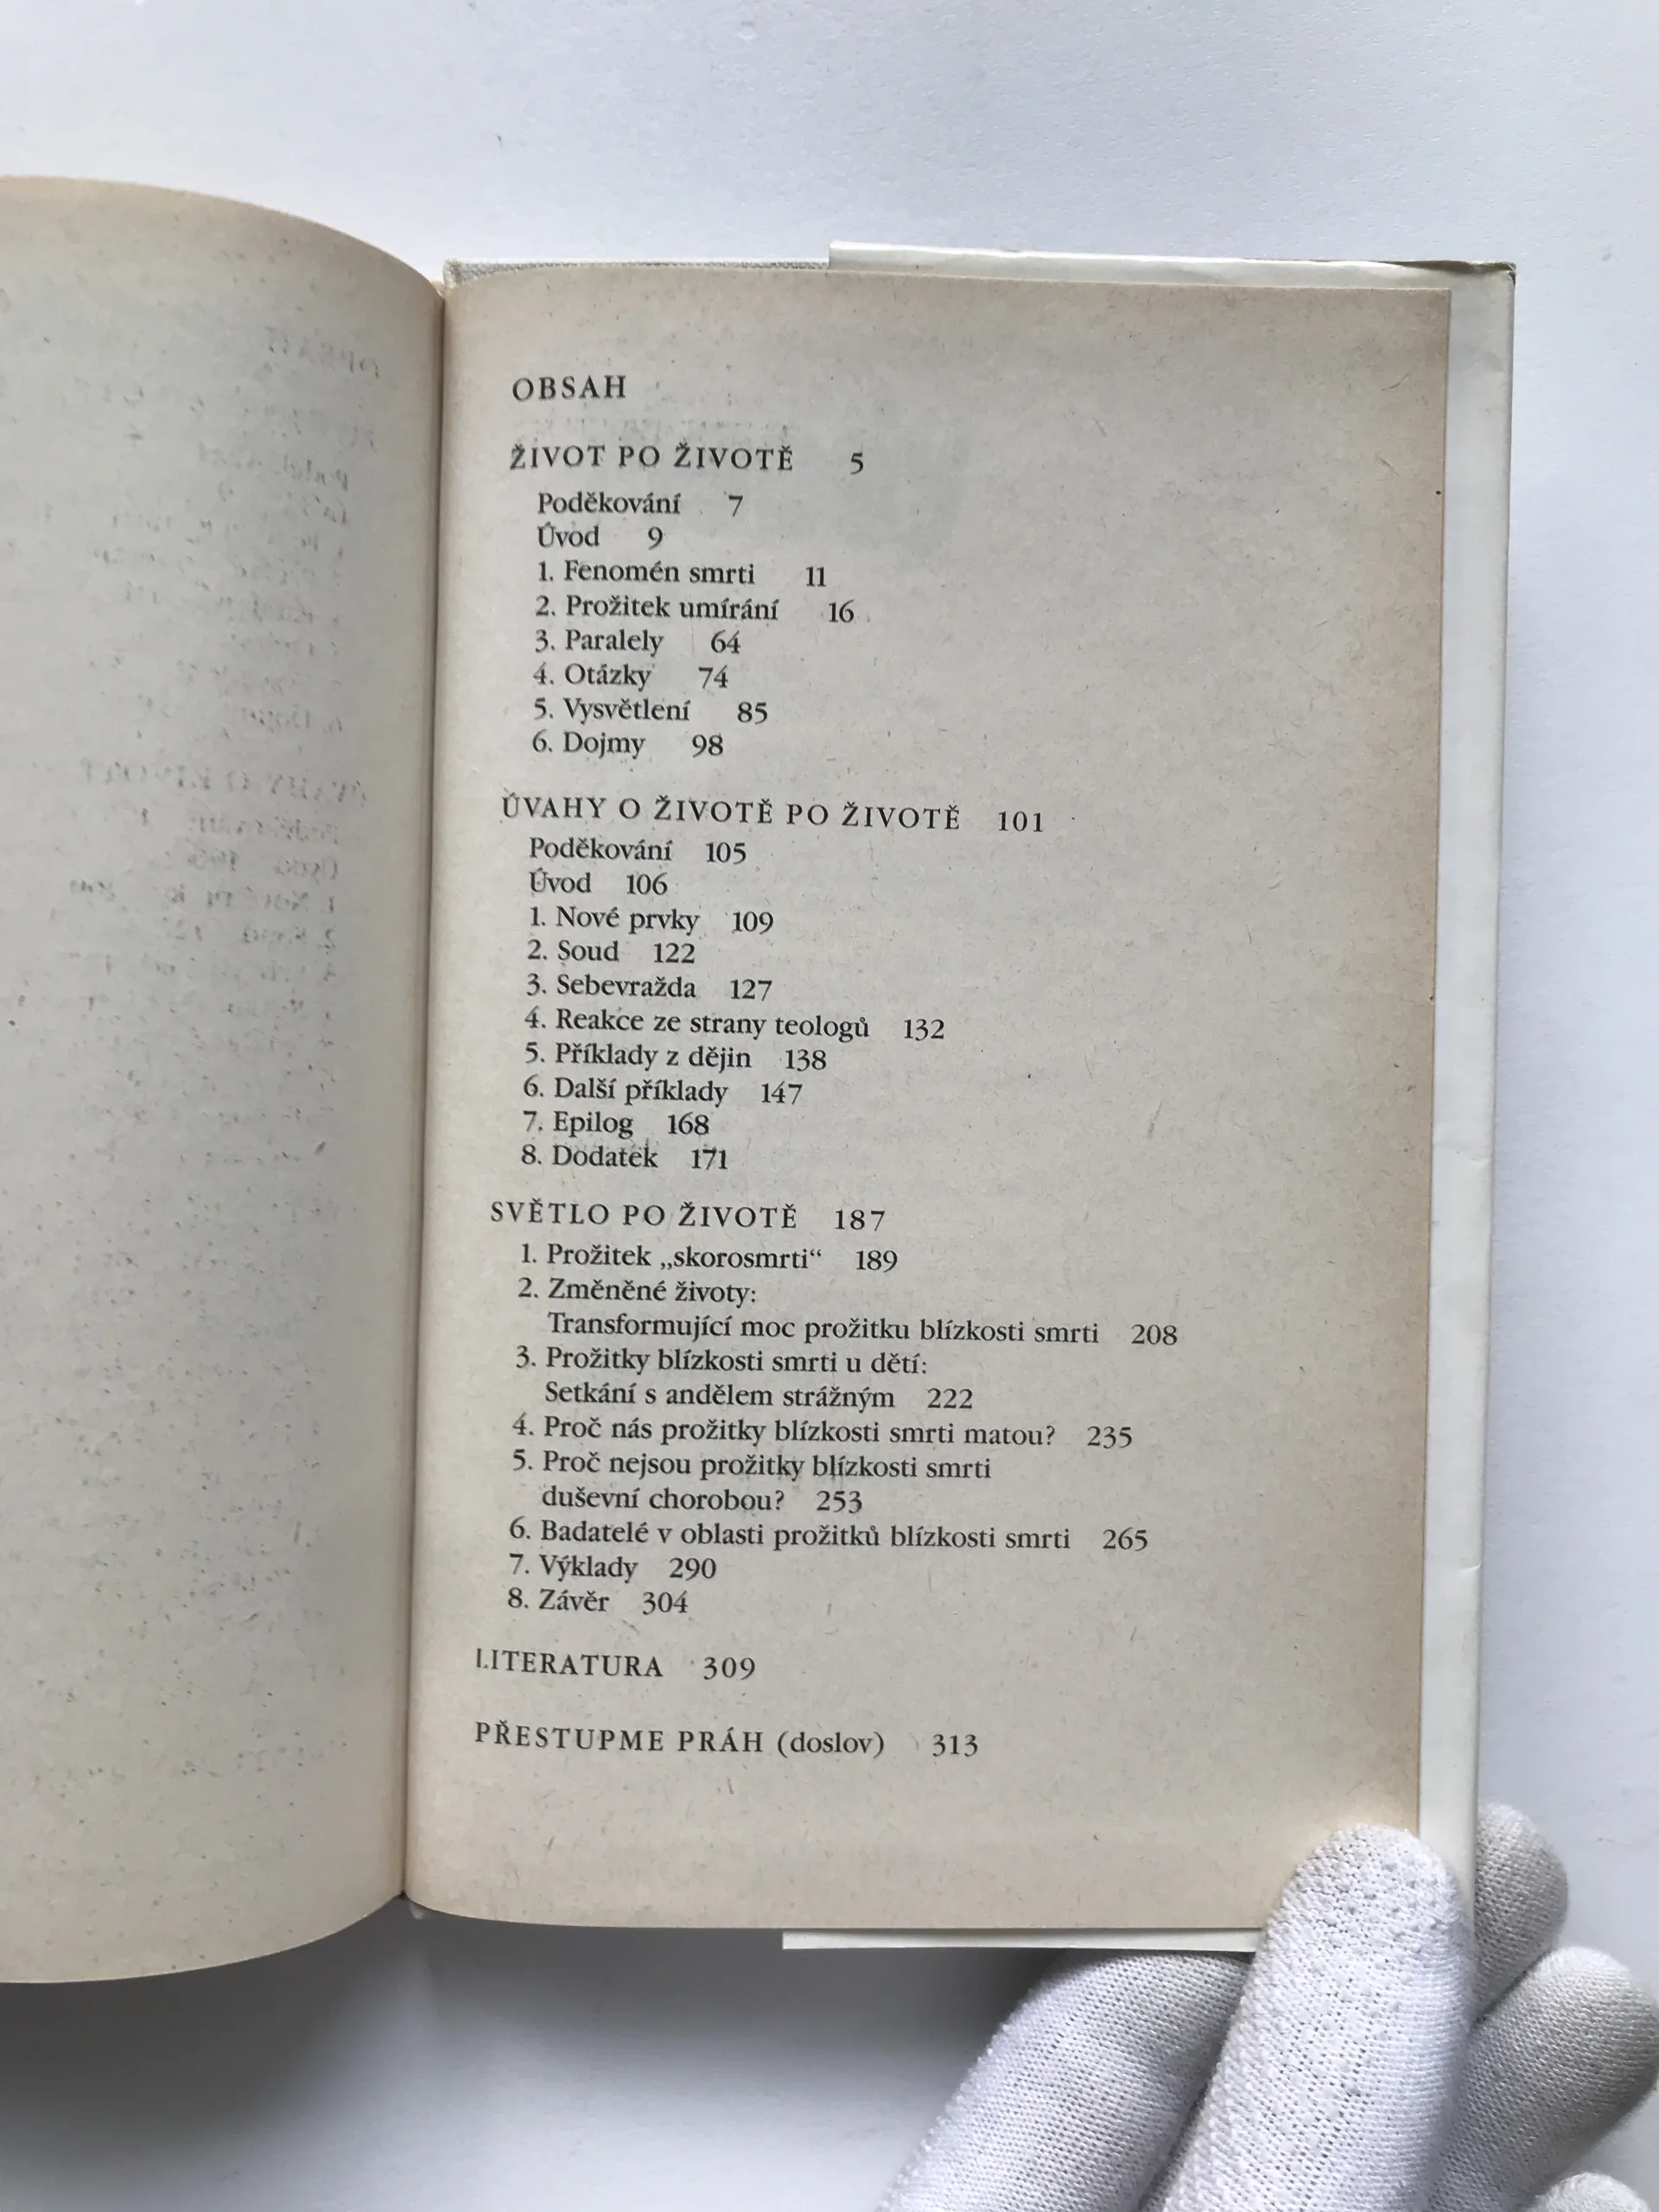 OBSAH
ŽIVOT PO ŽIVOTĚ 5
Poděkování 7
Úvod 9
1. Fenomén smrti 11
2. Prožitek umírání 16
3. Paralely 64
4. Otázky 74
5. Vysvětlení 85
6. Dojmy 98
ÚVAHY O ŽIVOTĚ PO ŽIVOTĚ 101
Poděkování 105
Úvod 106
1. Nové prvky 109
2. Soud 122
3. Sebevražda 127
4. Reakce ze strany teologů 132
5. Příklady z dějin 138
6. Další příklady 147
7. Epilog 168
8. Dodatek 171
SVĚTLO PO ŽIVOTĚ 187
1. Prožitek „skorosmrti“ 189
2. Změněné životy:
Transformující moc prožitku blízkosti smrti 208
3. Prožitky blízkosti smrti u dětí:
Setkání s andělem strážným 222
4. Proč nás prožitky blízkosti smrti matou? 235
5. Proč nejsou prožitky blízkosti smrti
duševní chorobou? 253
6. Badatelé v oblasti prožitků blízkosti smrti 265
7. Výklady 290
8. Závěr 304
LITERATURA 309
PŘESTUPME PRÁH (doslov) 313